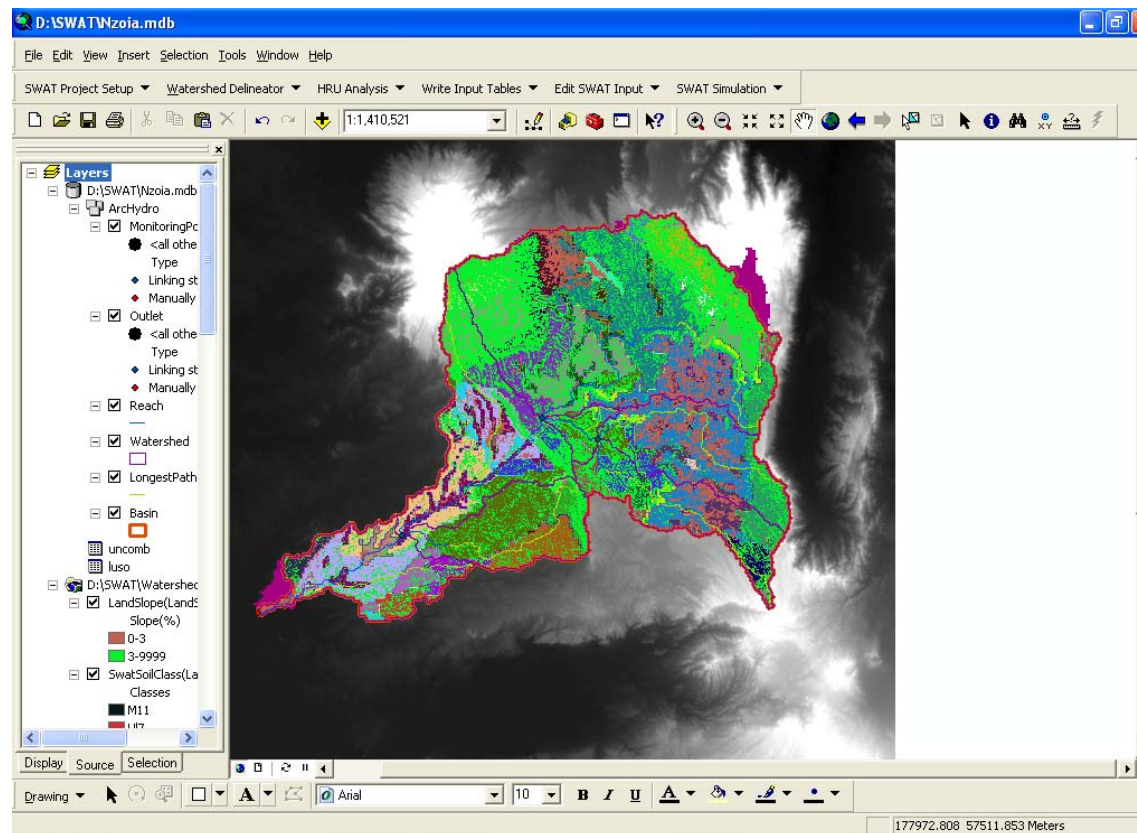 D:\SWAT\Nzoia.mdb
File Edit View Insert Selection Tools Window Help
SWAT Project Setup Watershed Delineator HRU Analysis Write Input Tables Edit SWAT Input SWAT Simulation
1:1,410,521
Layers
D:\SWAT\Nzoia.mdb
ArcHydro
MonitoringPo
<all othe
Type
Linking st
Manually
Outlet
<all othe
Type
Linking st
Manually
Reach
Watershed
LongestPath
Basin
uncomb
luso
D:\SWAT\Watershed
LandSlope(LandS
Slope(%)
0-3
3-9999
SwatSoilClass(La
Classes
M11
Display Source Selection
Drawing A Arial 10 B I U A
177972.808 57511.853 Meters